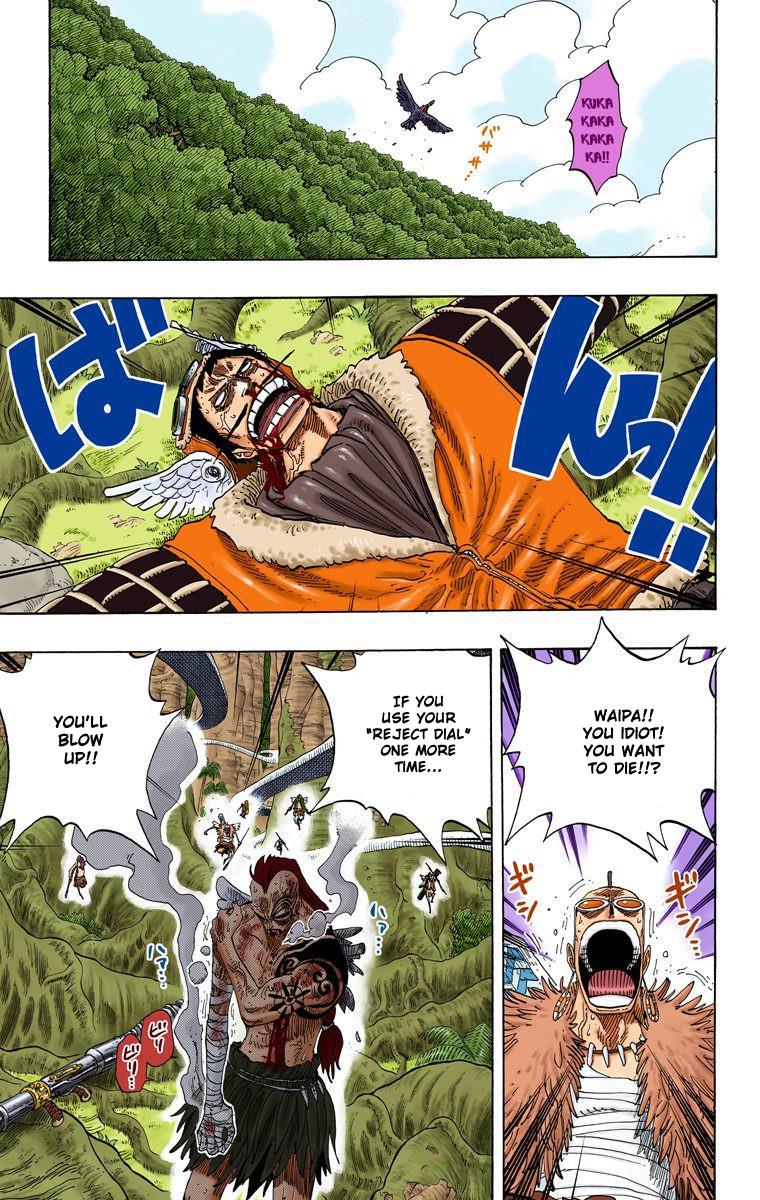 KUKA
KAKA
KAKA
KA!!
バサササ…
ばんっ!!
WAIPA!!
YOU IDIOT!
YOU WANT
TO DIE!!?
ギシ
ギシ…
IF YOU
USE YOUR
"REJECT DIAL"
ONE MORE
TIME...
YOU'LL
BLOW
UP!!
ハァ…
ハァ…
ビリ
ビリ…